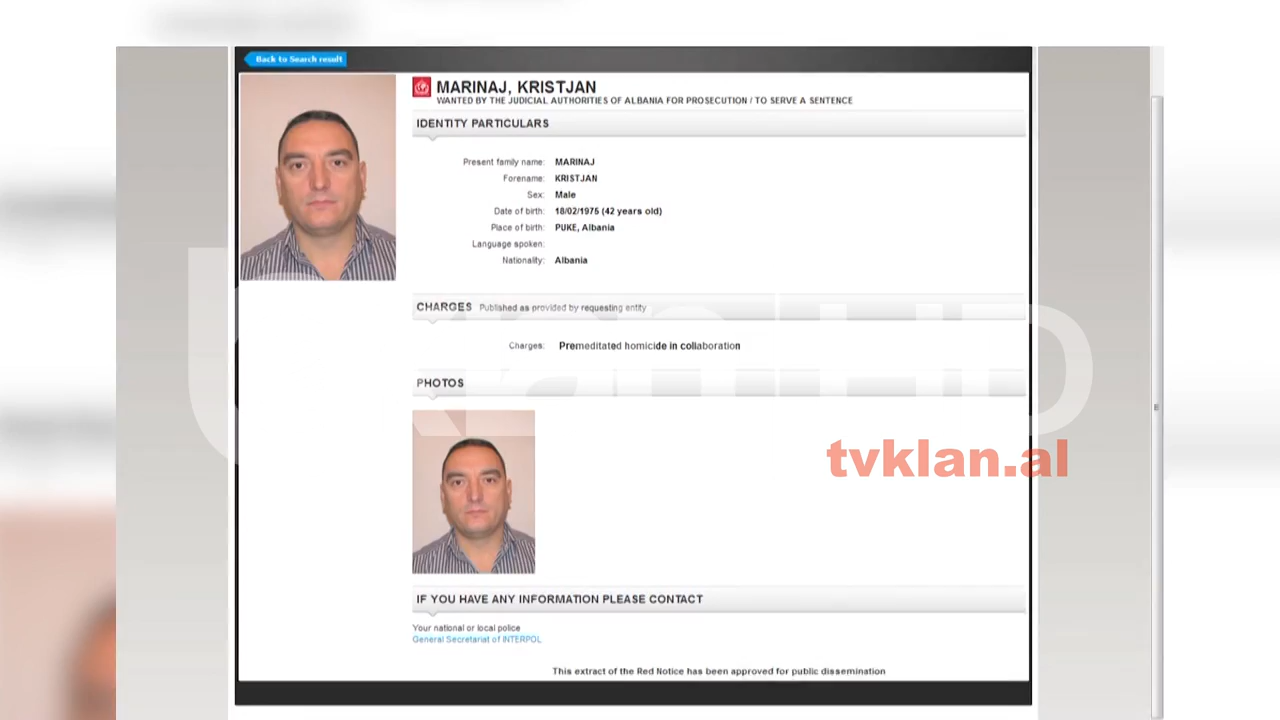 Back to Search result
MARINAJ, KRISTJAN
WANTED BY THE JUDICIAL AUTHORITIES OF ALBANIA FOR PROSECUTION / TO SERVE A SENTENCE
IDENTITY PARTICULARS
Present family name: MARINAJ
Forename: KRISTJAN
Sex: Male
Date of birth: 18/02/1975 (42 years old)
Place of birth: PUKE, Albania
Language spoken:
Nationality: Albania
CHARGES Published as provided by requesting entity
Charges: Premeditated homicide in collaboration
PHOTOS
tvklan.al
IF YOU HAVE ANY INFORMATION PLEASE CONTACT
Your national or local police
General Secretariat of INTERPOL
This extract of the Red Notice has been approved for public dissemination